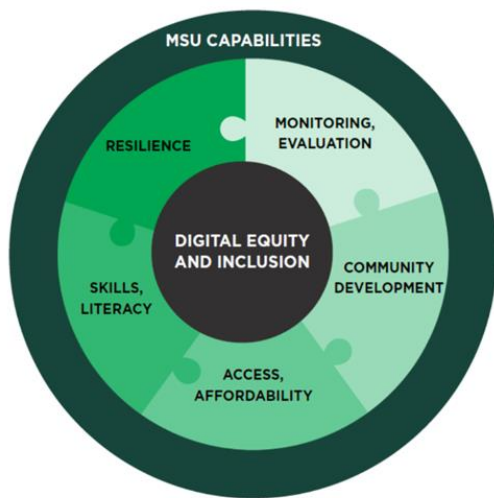 MSU CAPABILITIES
RESILIENCE
MONITORING,
EVALUATION
DIGITAL EQUITY
AND INCLUSION
COMMUNITY
DEVELOPMENT
SKILLS,
LITERACY
ACCESS,
AFFORDABILITY